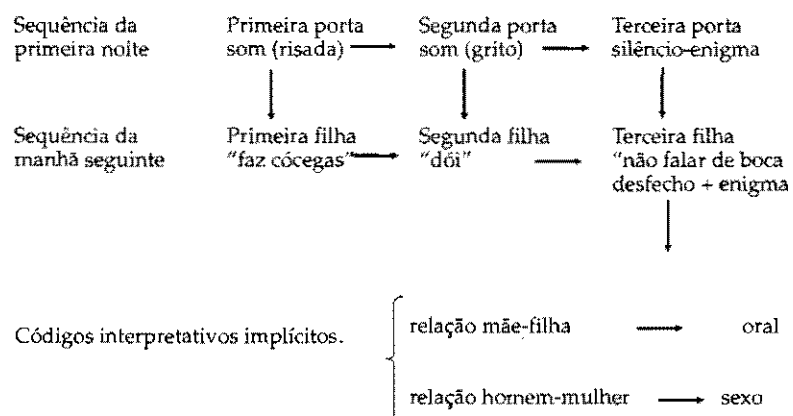 Sequência da primeira noite
Primeira porta som (risada)
Segunda porta som (grito)
Terceira porta silêncio-enigma
Sequência da manhã seguinte
Primeira filha "faz cócegas"
Segunda filha "dói"
Terceira filha "não falar de boca desfecho + enigma
Códigos interpretativos implícitos.
relação mãe-filha
oral
relação homem-mulher
sexo